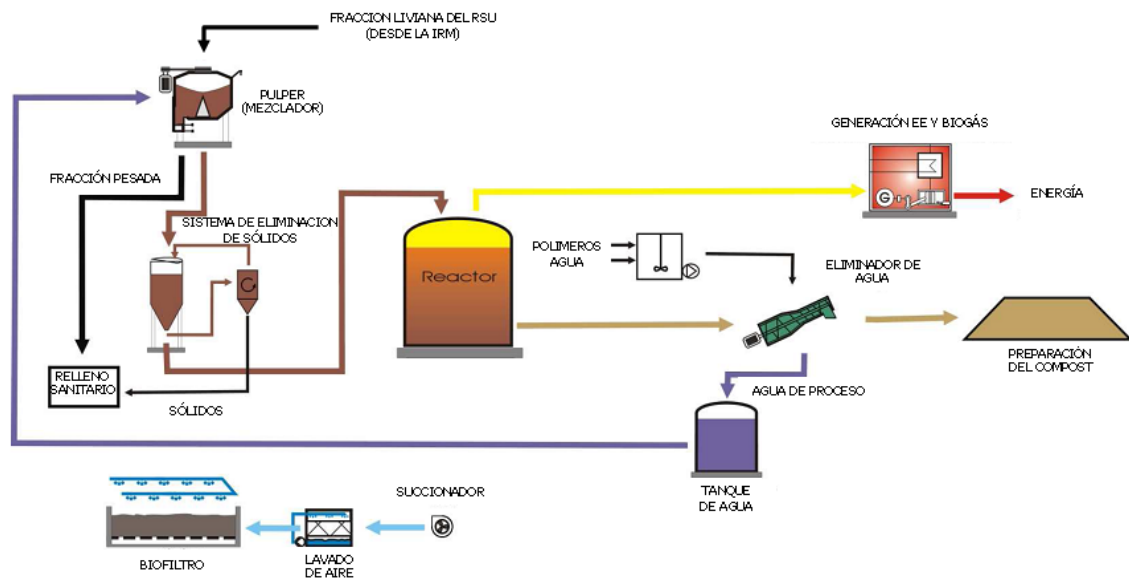 FRACCION LIVIANA DEL RSU
(DESDE LA IRM)
PULPER
(MEZCLADOR)
GENERACIÓN EE Y BIOGÁS
FRACCIÓN PESADA
ENERGÍA
SISTEMA DE ELIMINACION
DE SÓLIDOS
POLIMEROS
AGUA
ELIMINADOR DE
AGUA
Reactor
G
PREPARACIÓN
DEL COMPOST
RELLENO
SANITARIO
SÓLIDOS
AGUA DE PROCESO
TANQUE
DE AGUA
SUCCIONADOR
BIOFILTRO
LAVADO
DE AIRE